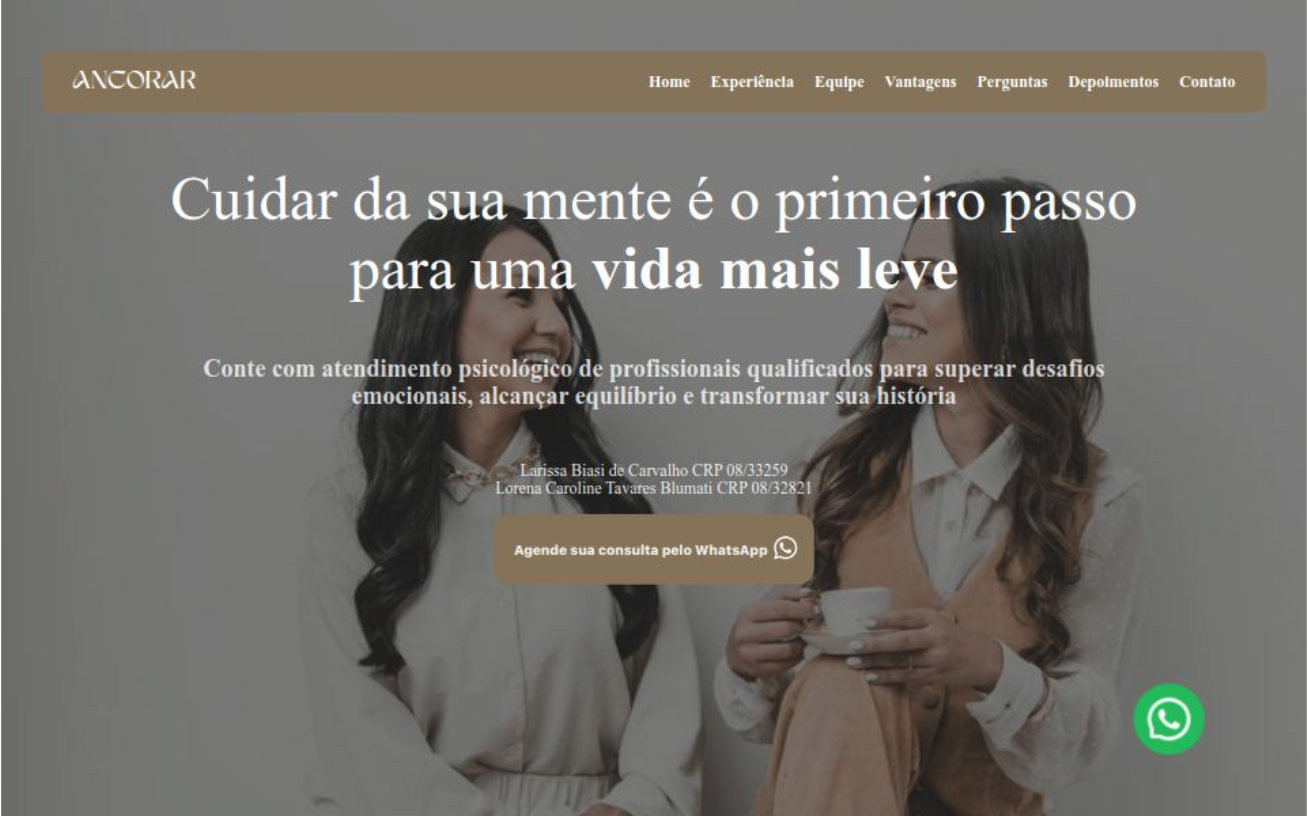 ANCORAR
Home Experiência Equipe Vantagens Perguntas Depoimentos Contato
Cuidar da sua mente é o primeiro passo
para uma vida mais leve
Conte com atendimento psicológico de profissionais qualificados para superar desafios
emocionais, alcançar equilíbrio e transformar sua história
Larissa Biasi de Carvalho CRP 08/33259
Lorena Caroline Tavares Blumati CRP 08/32821
Agende sua consulta pelo WhatsApp